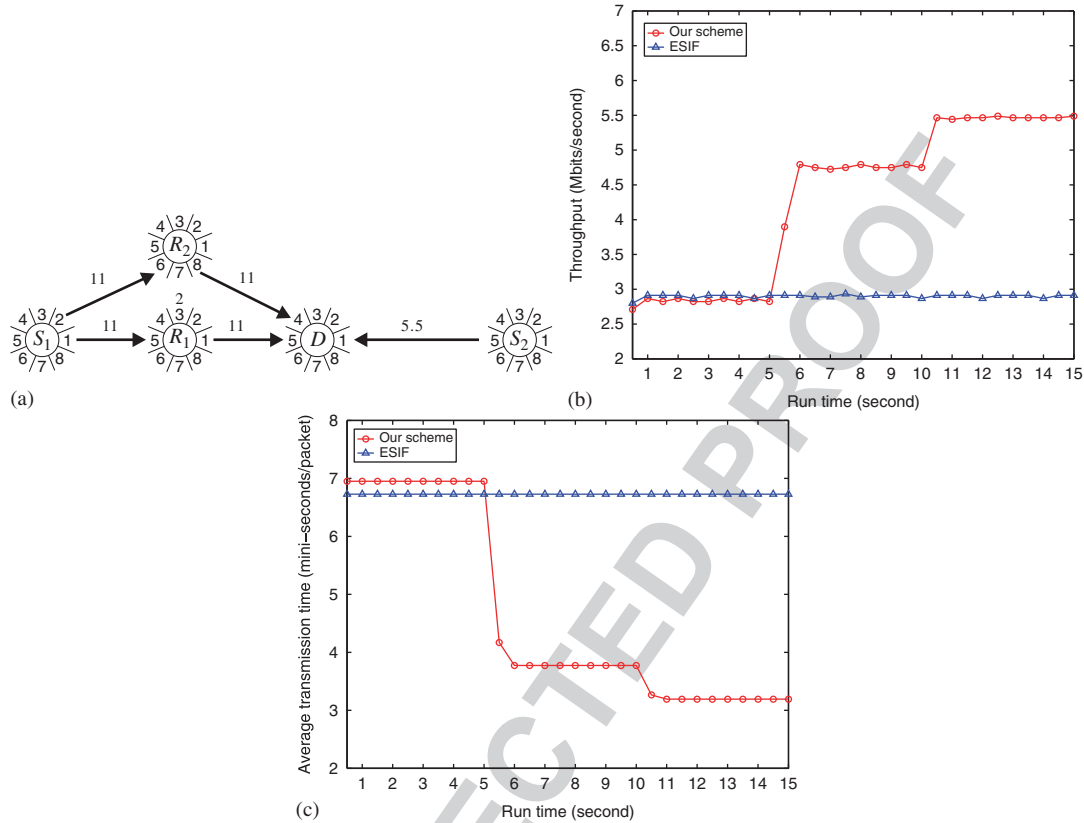 4 3 2
5 R2 1
6 7 8
11
11
2
4 3 2
5 S1 1
6 7 8
11
4 3 2
5 R1 1
6 7 8
11
4 3 2
5 D 1
6 7 8
5.5
4 3 2
5 S2 1
6 7 8
(a)
7
6.5
6
5.5
5
4.5
4
3.5
3
2.5
2
Throughput (Mbits/second)
Our scheme
ESIF
1 2 3 4 5 6 7 8 9 10 11 12 13 14 15
Run time (second)
(b)
8
7
6
5
4
3
2
Average transmission time (mini-seconds/packet)
Our scheme
ESIF
1 2 3 4 5 6 7 8 9 10 11 12 13 14 15
Run time (second)
(c)
ECTED PROOF